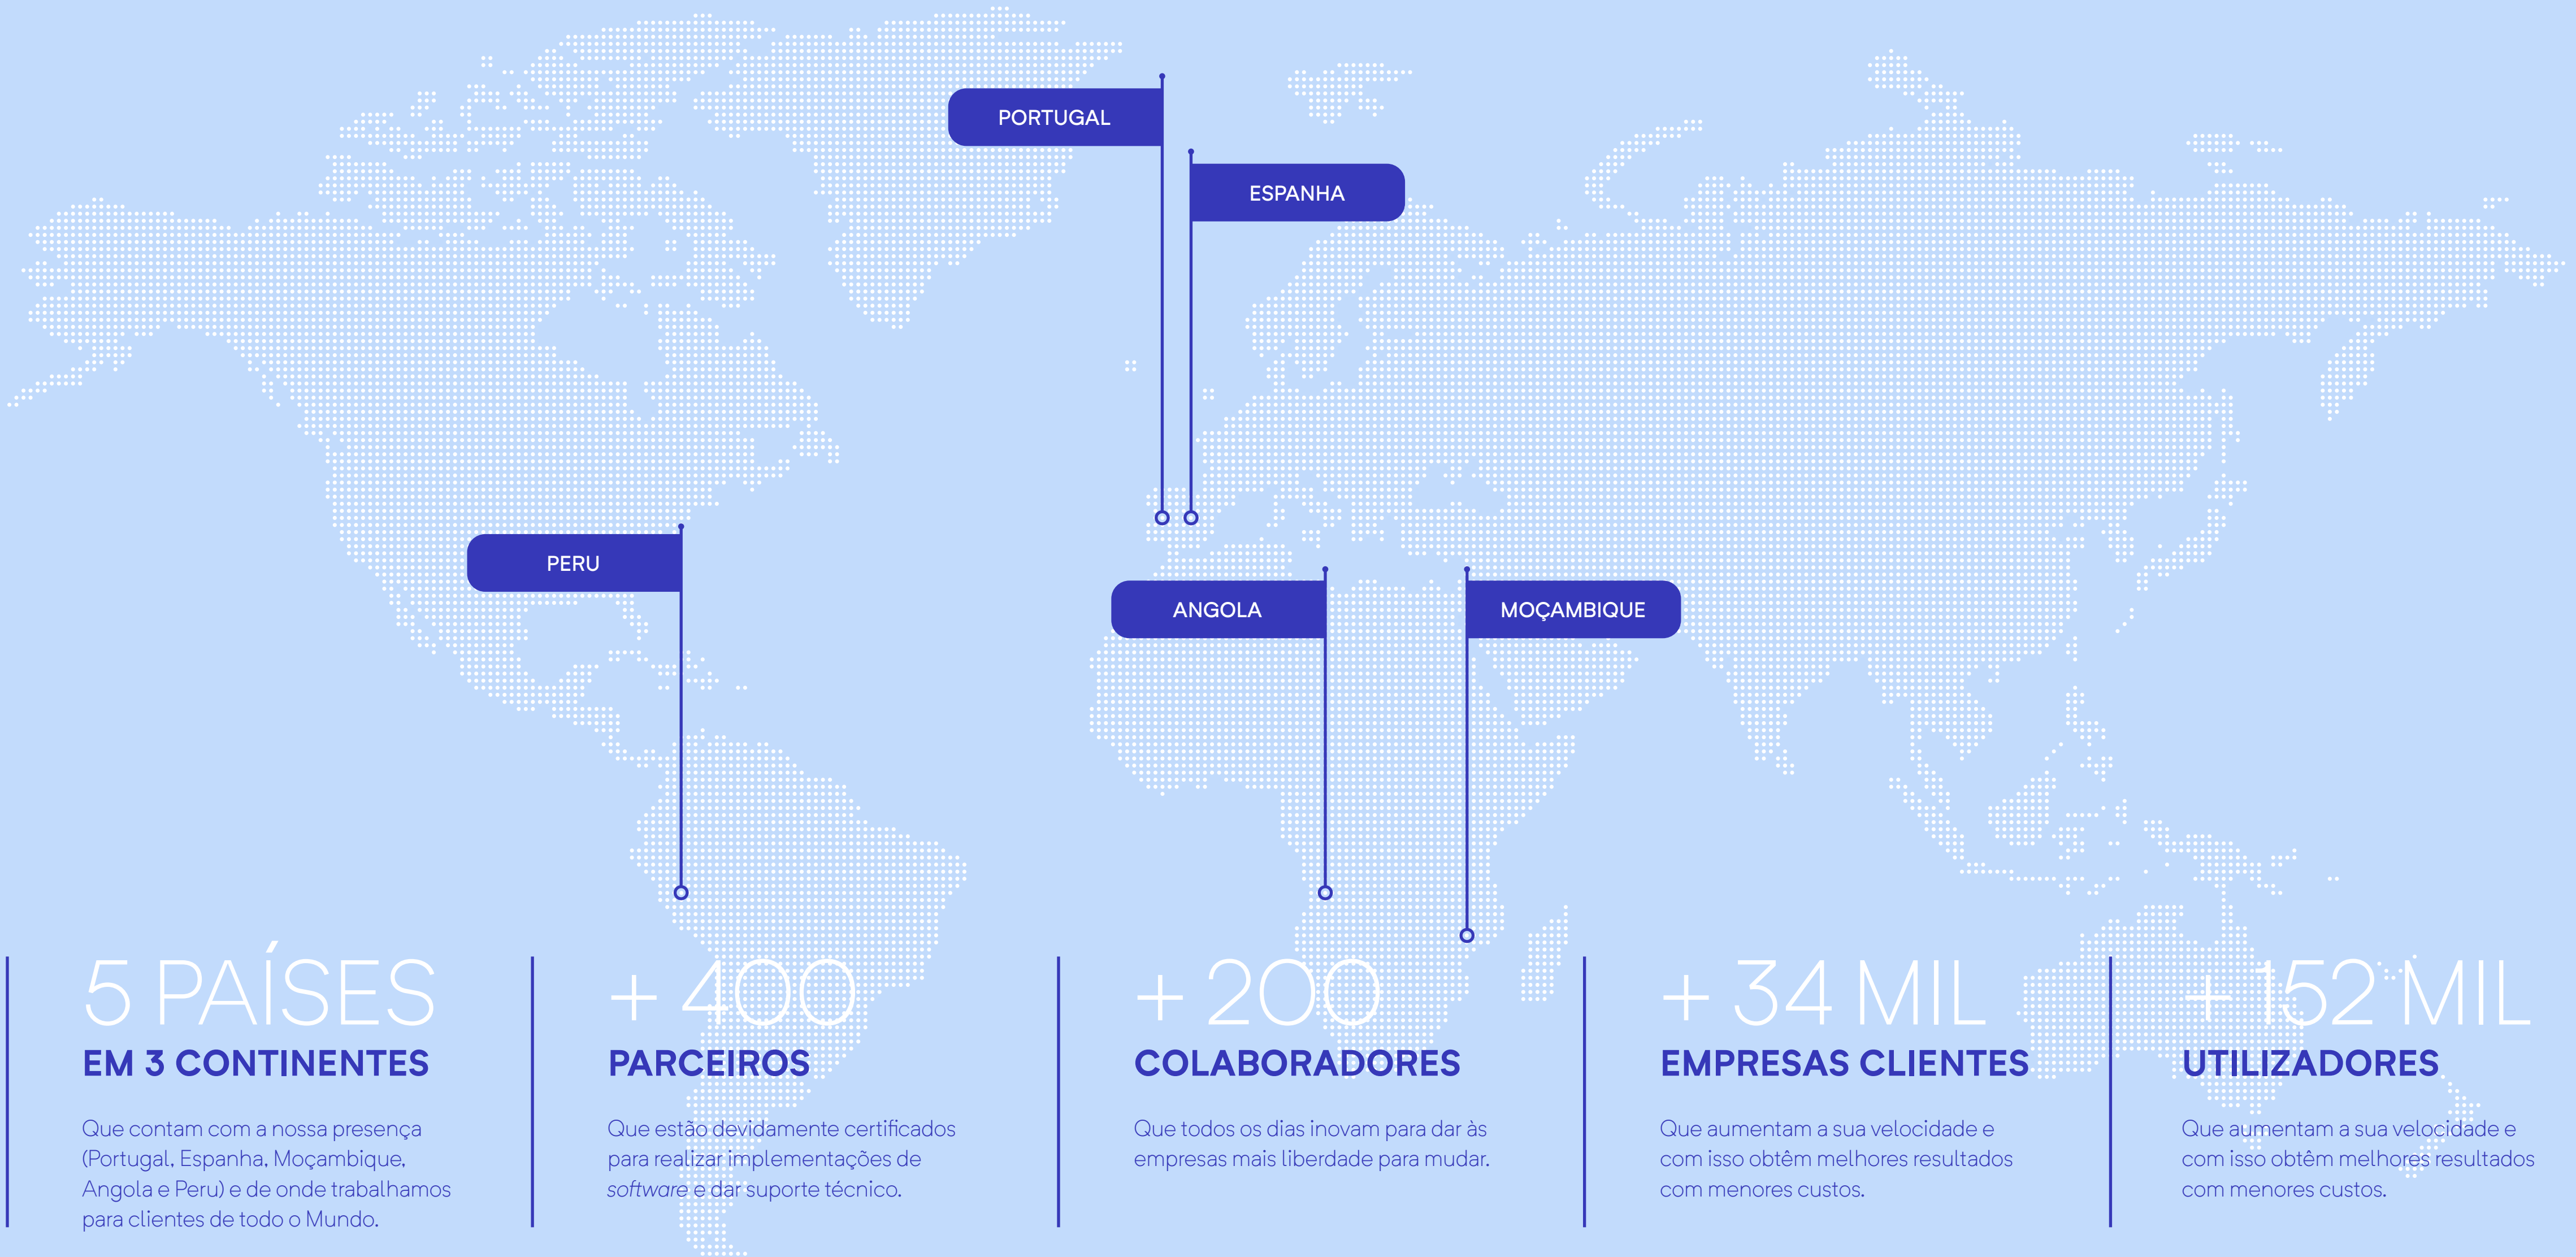 PORTUGAL
ESPANHA
PERU
ANGOLA
MOÇAMBIQUE
5 PAÍSES
EM 3 CONTINENTES
Que contam com a nossa presença
(Portugal, Espanha, Moçambique,
Angola e Peru) e de onde trabalhamos
para clientes de todo o Mundo.
+ 400
PARCEIROS
Que estão devidamente certificados
para realizar implementações de
software e dar suporte técnico.
+ 200
COLABORADORES
Que todos os dias inovam para dar às
empresas mais liberdade para mudar.
+ 34 MIL
EMPRESAS CLIENTES
Que aumentam a sua velocidade e
com isso obtêm melhores resultados
com menores custos.
+ 152 MIL
UTILIZADORES
Que aumentam a sua velocidade e
com isso obtêm melhores resultados
com menores custos.